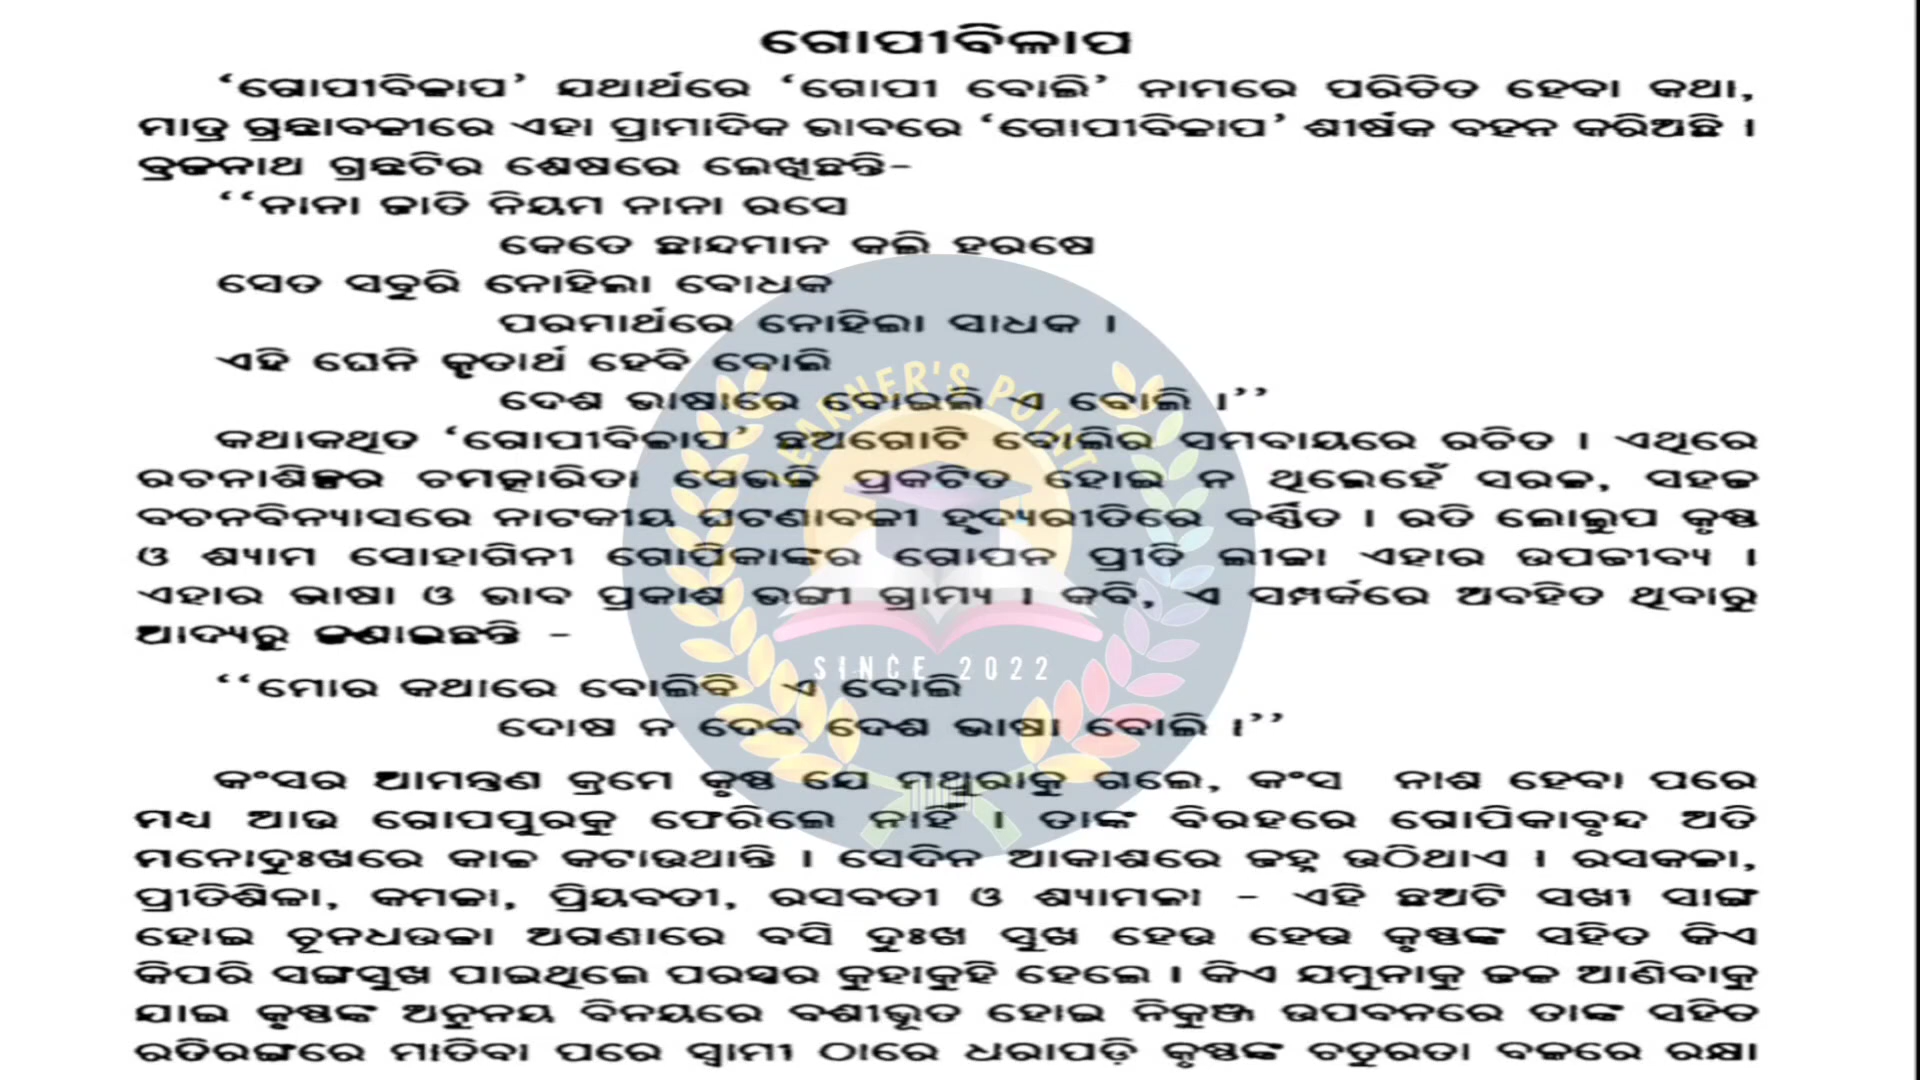 ଗୋପୀବିଳାପ
‘ଗୋପୀବିଳାପ’ ଯଥାର୍ଥରେ ‘ଗୋପୀ ବୋଲି’ ନାମରେ ପରିଚିତ ହେବା କଥା,
ମାତ୍ର ଗ୍ରନ୍ଥାବଳୀରେ ଏହା ପ୍ରାମାଦିକ ଭାବରେ ‘ଗୋପୀବିଳାପ’ ଶୀର୍ଷକ ବହନ କରିଅଛି ।
ବ୍ରଜନାଥ ଗ୍ରନ୍ଥଟିର ଶେଷରେ ଲେଖିଛନ୍ତି-
‘‘ନାନା ଜାତି ନିୟମ ନାନା ରସେ
କେତେ ଛାନ୍ଦମାନ କଲି ହରଷେ
ସେତ ସବୁରି ନୋହିଲା ବୋଧକ
ପରମାର୍ଥରେ ନୋହିଲା ସାଧକ ।
ଏହି ଘେନି କୃତାର୍ଥ ହେବି ବୋଲି
ଦେଶ ଭାଷାରେ ବୋଇଲି ଏ ବୋଲି ।’’
କଥାକଥିତ ‘ଗୋପୀବିଳାପ’ ଛଅଗୋଟି ବୋଲିର ସମବାୟରେ ରଚିତ । ଏଥିରେ
ରଚନାଶିଳ୍ପର ଚମତ୍କାରିତା ସେଭଳି ପ୍ରକଟିତ ହୋଇ ନ ଥିଲେହେଁ ସରଳ, ସହଜ
ବଚନବିନ୍ୟାସରେ ନାଟକୀୟ ଘଟଣାବଳୀ ହୃଦ୍ୟରୀତିରେ ବର୍ଣ୍ଣିତ । ରତି ଲୋଲୁପ କୃଷ୍ଣ
ଓ ଶ୍ୟାମ ସୋହାଗିନୀ ଗୋପିକାଙ୍କର ଗୋପନ ପ୍ରୀତି ଲୀଳା ଏହାର ଉପଜୀବ୍ୟ ।
ଏହାର ଭାଷା ଓ ଭାବ ପ୍ରକାଶ ଭଙ୍ଗୀ ଗ୍ରାମ୍ୟ । କବି, ଏ ସମ୍ପର୍କରେ ଅବହିତ ଥିବାରୁ
ଆଦ୍ୟରୁ ଜଣାଇଛନ୍ତି -
‘‘ମୋର କଥାରେ ବୋଲିବି ଏ ବୋଲି
ଦୋଷ ନ ଦେବ ଦେଶ ଭାଷା ବୋଲି ।’’
କଂସର ଆମନ୍ତ୍ରଣ କ୍ରମେ କୃଷ୍ଣ ଯେ ମଥୁରାକୁ ଗଲେ, କଂସ ନାଶ ହେବା ପରେ
ମଧ୍ୟ ଆଉ ଗୋପପୁରକୁ ଫେରିଲେ ନାହିଁ । ତାଙ୍କ ବିରହରେ ଗୋପିକାବୃନ୍ଦ ଅତି
ମନୋଦୁଃଖରେ କାଳ କଟାଉଥାନ୍ତି । ସେଦିନ ଆକାଶରେ ଜହ୍ନ ଉଠିଥାଏ । ରସକଳା,
ପ୍ରୀତିଶିଳା, କମଳା, ପ୍ରିୟବତୀ, ରସବତୀ ଓ ଶ୍ୟାମଳୀ - ଏହି ଛଅଟି ସଖୀ ସାଙ୍ଗ
ହୋଇ ଚୂନଧଉଳା ଅଗଣାରେ ବସି ଦୁଃଖ ସୁଖ ହେଉ ହେଉ କୃଷ୍ଣଙ୍କ ସହିତ କିଏ
କିପରି ସଙ୍ଗସୁଖ ପାଇଥିଲେ ପରସ୍ପର କୁହାକୁହି ହେଲେ । କିଏ ଯମୁନାକୁ ଜଳ ଆଣିବାକୁ
ଯାଇ କୃଷ୍ଣଙ୍କ ଅନୁନୟ ବିନୟରେ ବଶୀଭୂତ ହୋଇ ନିକୁଞ୍ଜ ଉପବନରେ ତାଙ୍କ ସହିତ
ରତିରଙ୍ଗରେ ମାତିବା ପରେ ସ୍ୱାମୀ ଠାରେ ଧରାପଡ଼ି କୃଷ୍ଣଙ୍କ ଚତୁରତା ବଳରେ ରକ୍ଷା
LEARNER'S POINT
SINCE 2022